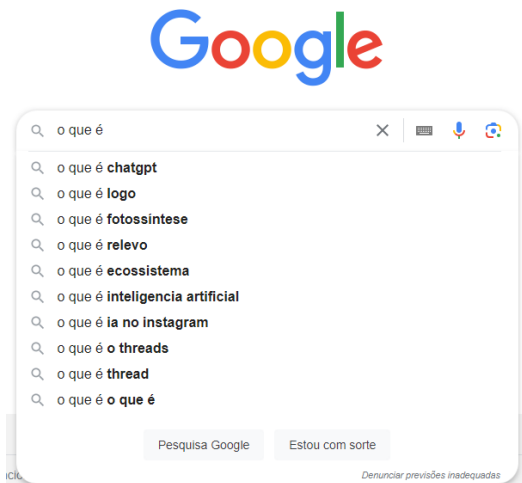 Google
o que é
o que é chatgpt
o que é logo
o que é fotossintese
o que é relevo
o que é ecossistema
o que é inteligencia artificial
o que é ia no instagram
o que é o threads
o que é thread
o que é o que é
Pesquisa Google Estou com sorte
Denunciar previsões inadequadas